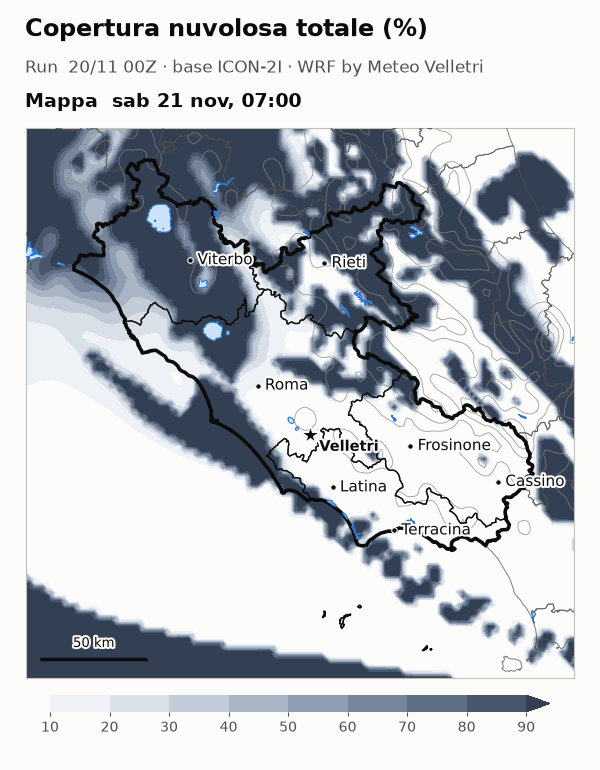 Copertura nuvolosa totale (%)
Run  20/11 00Z · base ICON-2I · WRF by Meteo Velletri
Mappa  sab 21 nov, 07:00
Viterbo
Rieti
Roma
Velletri
Frosinone
Cassino
Latina
Terracina
50 km
10 20 30 40 50 60 70 80 90